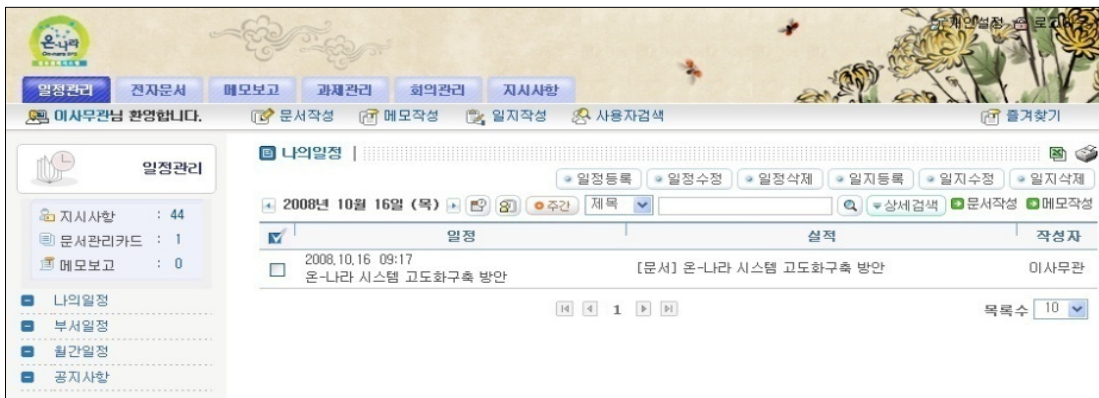 온-나라
개인설정 로그
일정관리 전자문서 메모보고 과제관리 회의관리 지시사항
이사무관님 환영합니다. 문서작성 메모작성 일지작성 사용자검색 즐겨찾기
일정관리
지시사항 : 44
문서관리카드 : 1
메모보고 : 0
나의일정
부서일정
월간일정
공지사항
나의일정
일정등록 일정수정 일정삭제 일지등록 일지수정 일지삭제
2008년 10월 16일 (목) 주간 제목 상세검색 문서작성 메모작성
일정 실적 작성자
2008.10.16 09:17
온-나라 시스템 고도화구축 방안 [문서] 온-나라 시스템 고도화구축 방안 이사무관
1 목록수 10